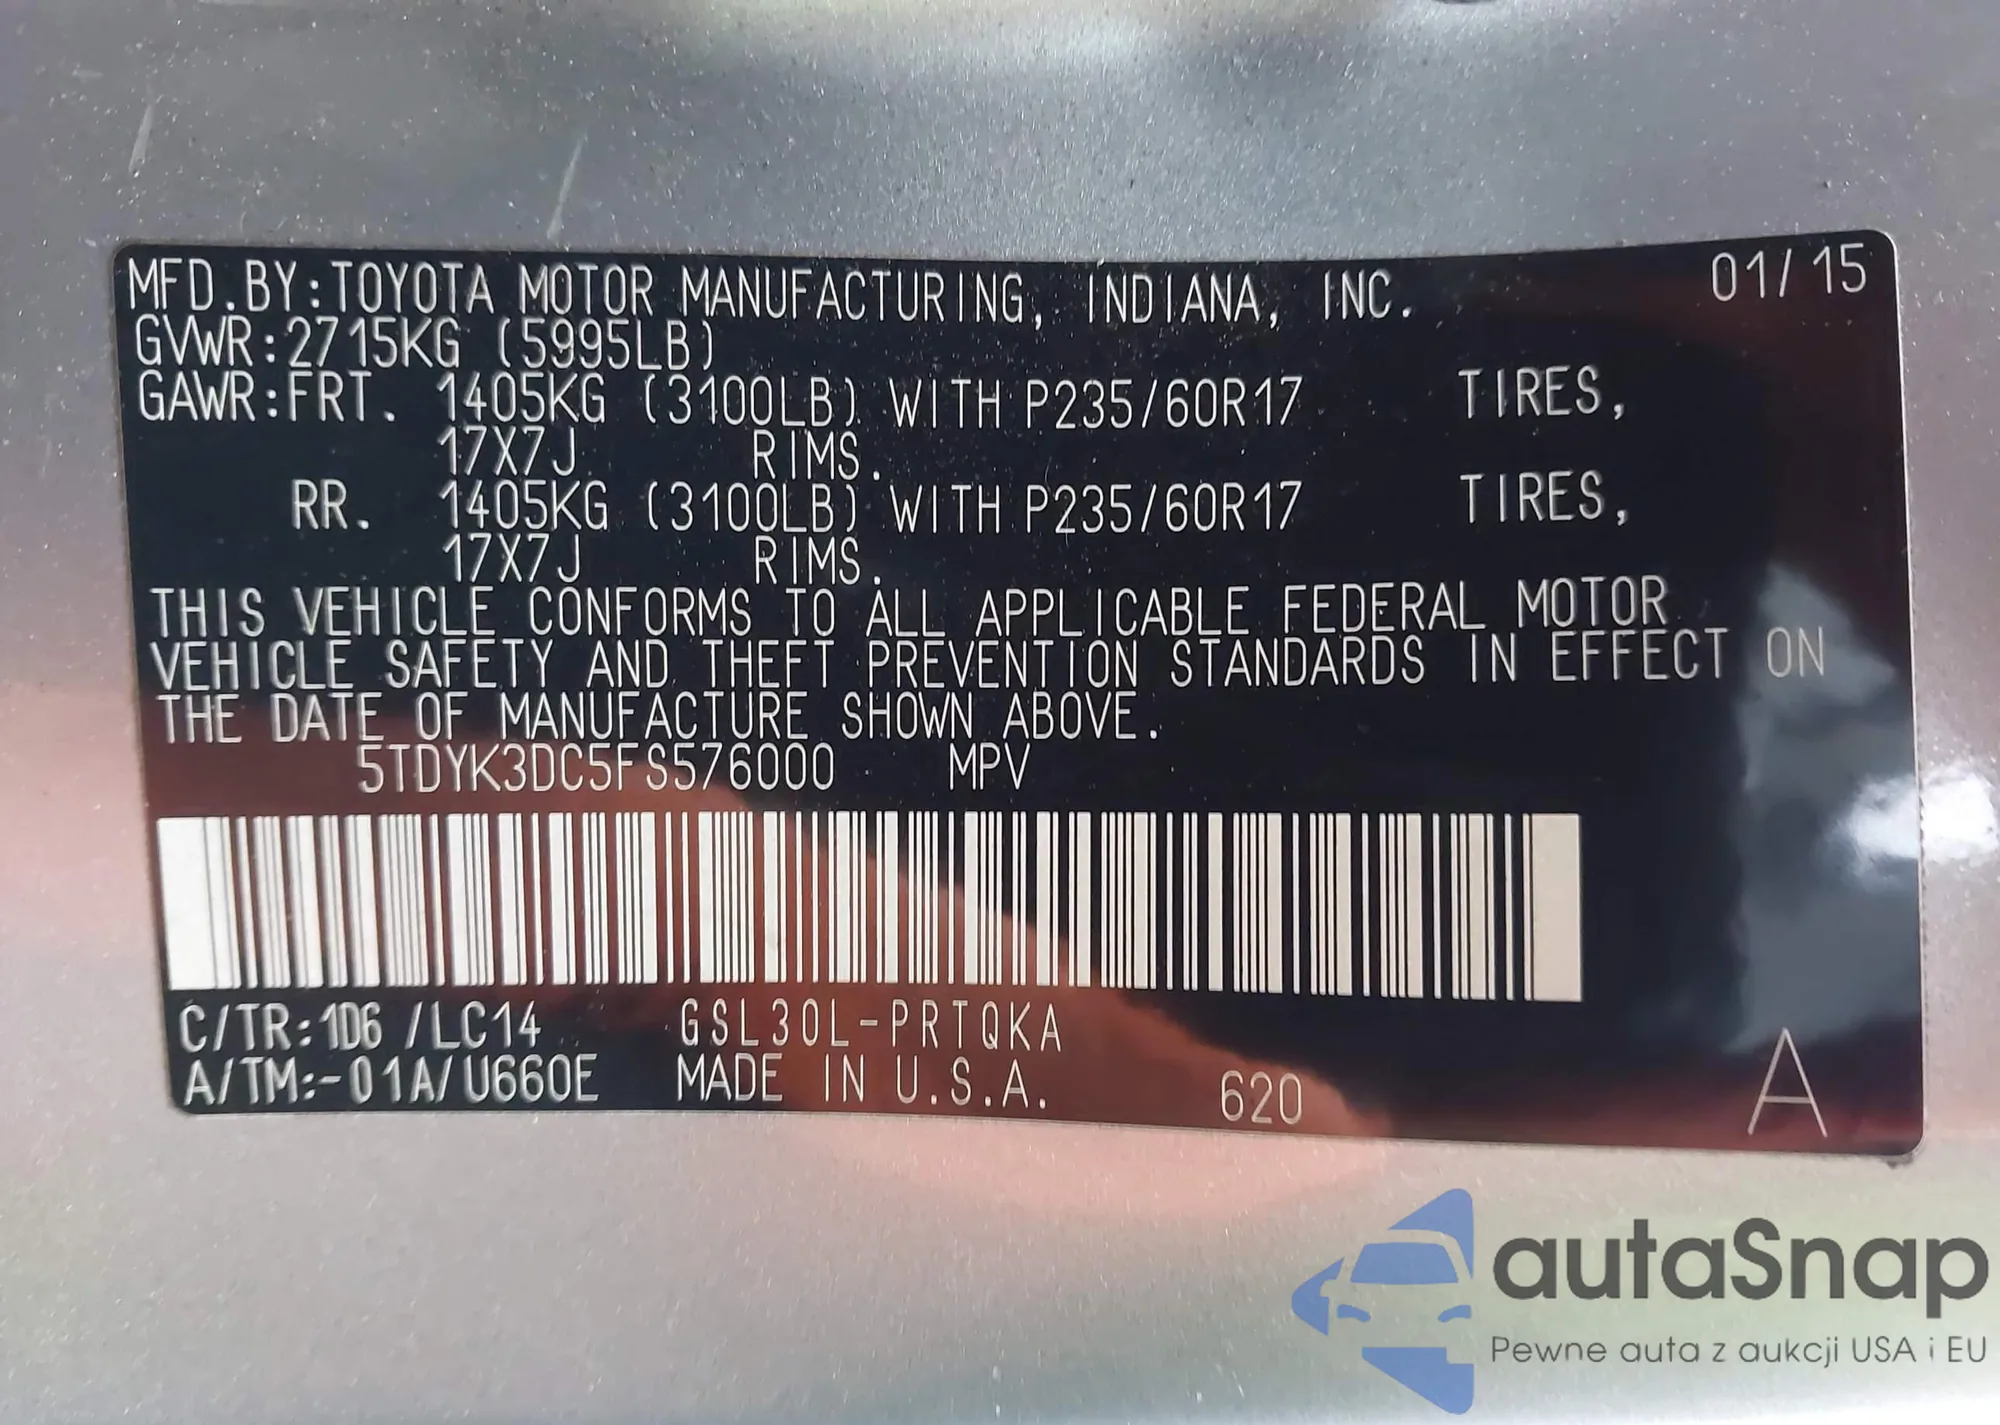 MFD.BY:TOYOTA MOTOR MANUFACTURING, INDIANA, INC. 01/15
GVWR:2715KG (5995LB)
GAWR:FRT. 1405KG (3100LB) WITH P235/60R17 TIRES,
17X7J RIMS.
RR. 1405KG (3100LB) WITH P235/60R17 TIRES,
17X7J RIMS.
THIS VEHICLE CONFORMS TO ALL APPLICABLE FEDERAL MOTOR
VEHICLE SAFETY AND THEFT PREVENTION STANDARDS IN EFFECT ON
THE DATE OF MANUFACTURE SHOWN ABOVE.
5TDYK3DC5FS576000 MPV
C/TR:1D6 /LC14 GSL30L-PRTQKA
A/TM:-01A/U660E MADE IN U.S.A. 620 A
autaSnap
Pewne auta z aukcji USA i EU